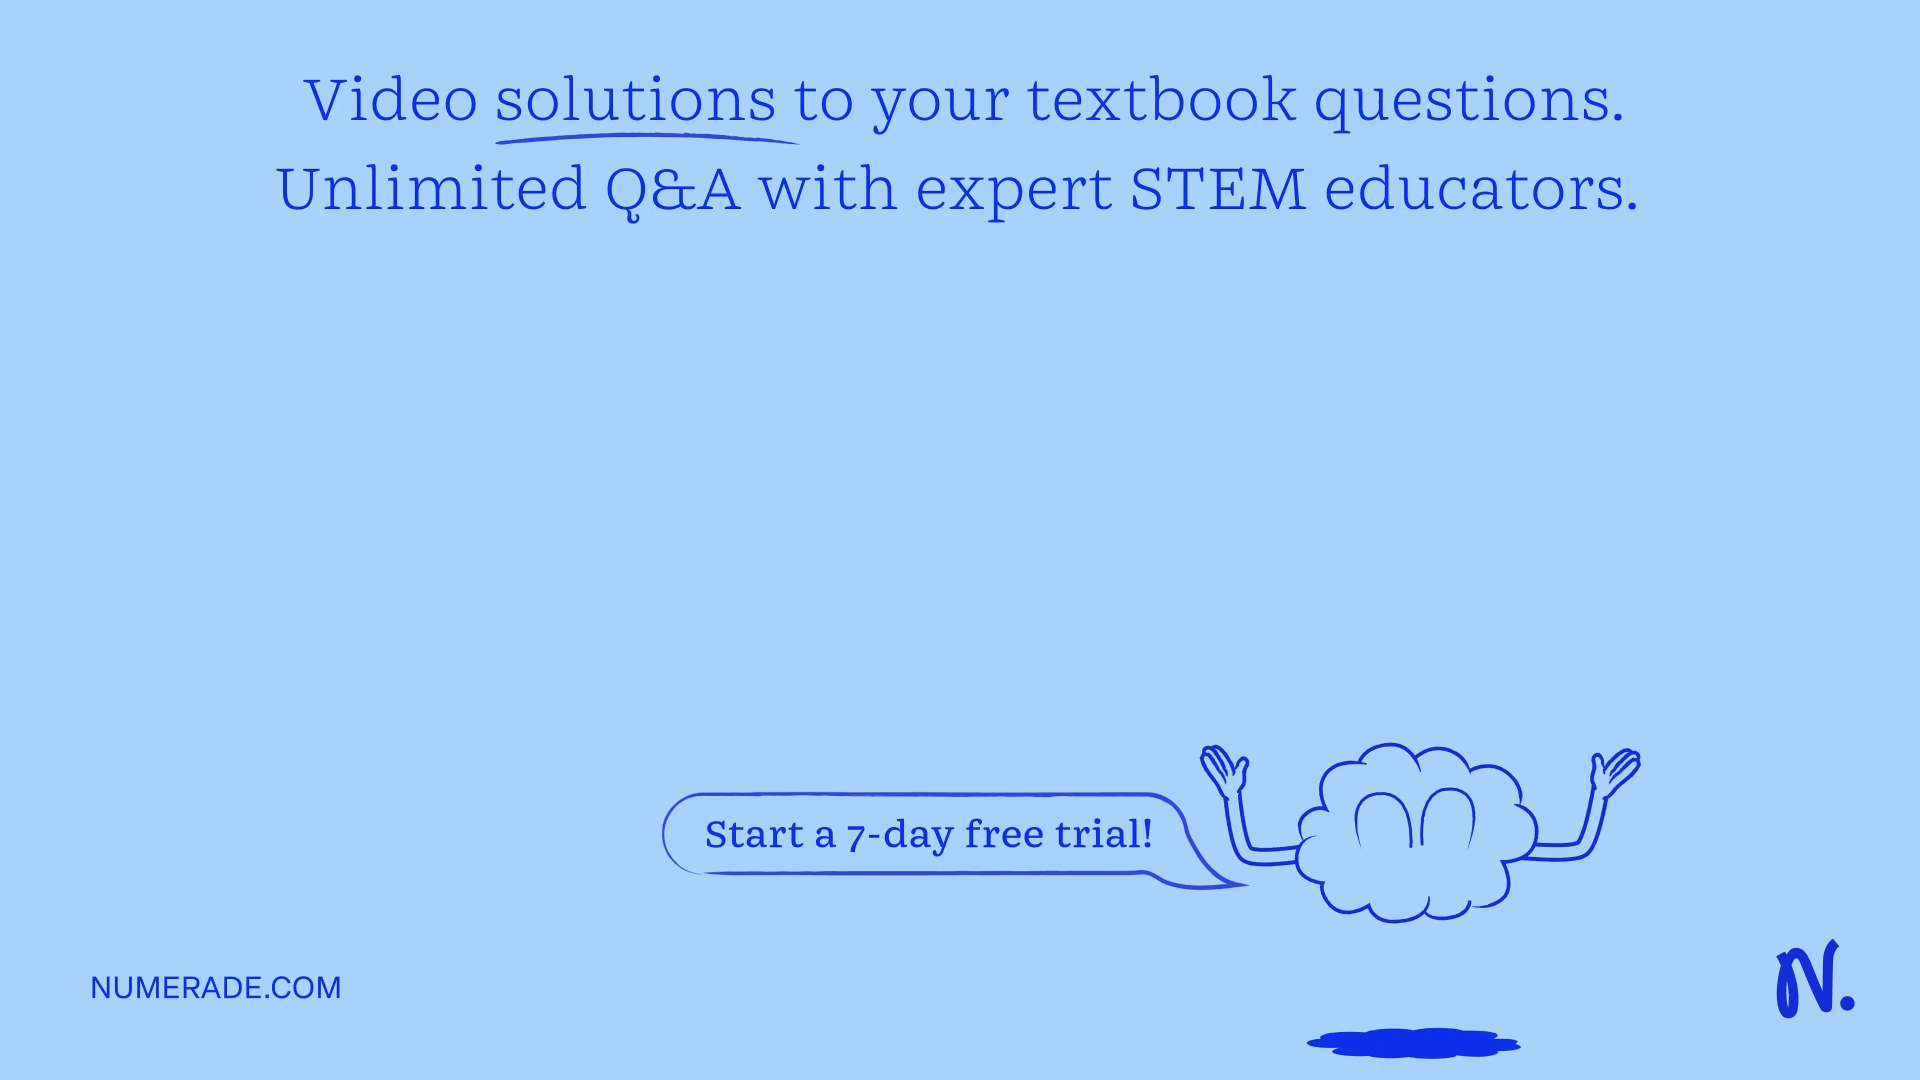 Video solutions to your textbook questions.
Unlimited Q&A with expert STEM educators.
Start a 7-day free trial!
NUMERADE.COM
N.